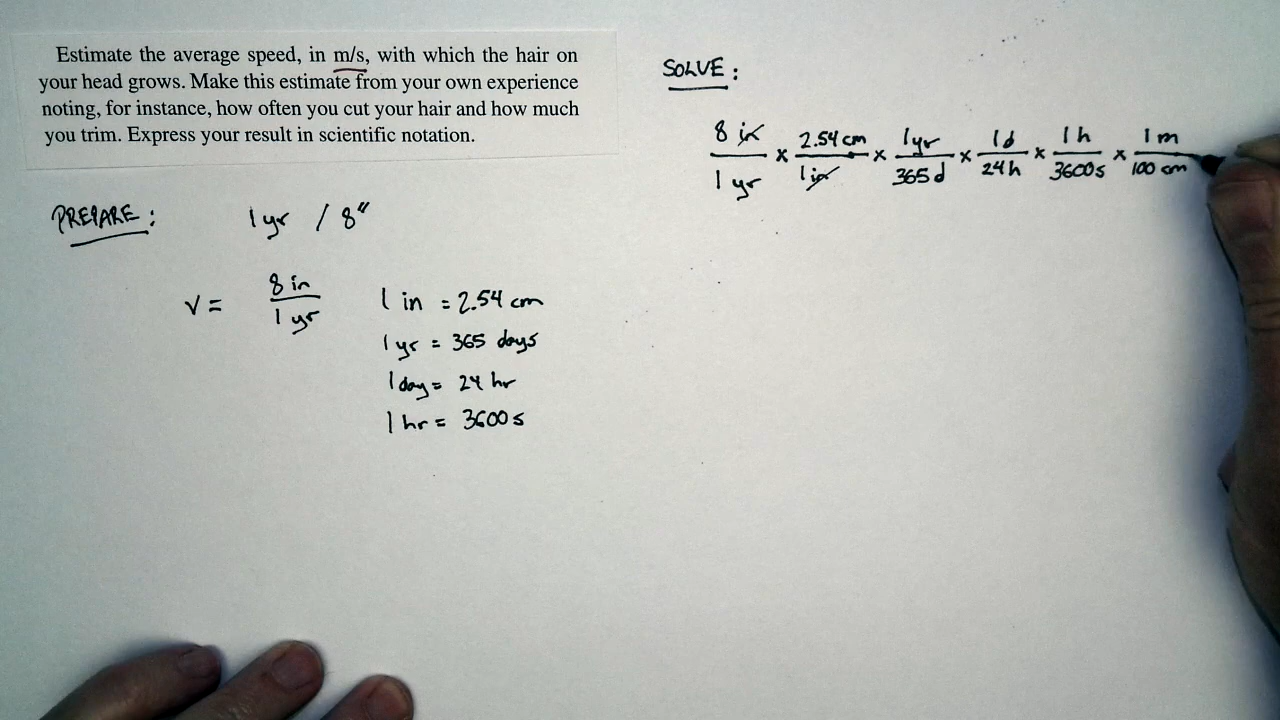 Estimate the average speed, in m/s, with which the hair on
your head grows. Make this estimate from your own experience
noting, for instance, how often you cut your hair and how much
you trim. Express your result in scientific notation.
PREPARE: 1 yr / 8"
v = 8 in / 1 yr
1 in = 2.54 cm
1 yr = 365 days
1 day = 24 hr
1 hr = 3600 s
SOLVE:
8 in / 1 yr x 2.54 cm / 1 in x 1 yr / 365 d x 1 d / 24 h x 1 h / 3600 s x 1 m / 100 cm